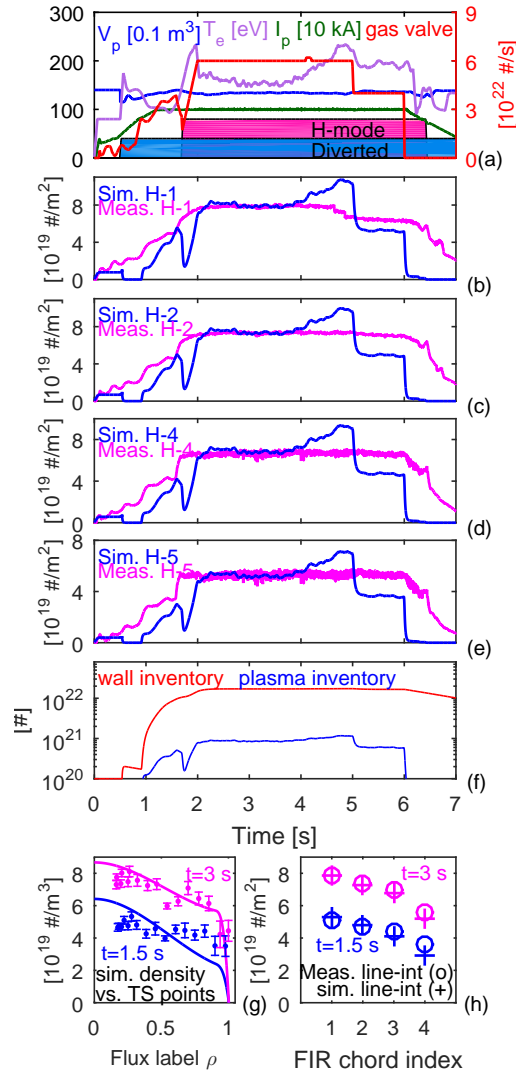 V_p [0.1 m^3] T_e [eV] I_p [10 kA] gas valve
300
200
100
0
9
6
3
0
[10^22 #/s]
H-mode
Diverted
(a)
[10^19 #/m^2]
8
4
0
Sim. H-1
Meas. H-1
(b)
[10^19 #/m^2]
8
4
0
Sim. H-2
Meas. H-2
(c)
[10^19 #/m^2]
8
4
0
Sim. H-4
Meas. H-4
(d)
[10^19 #/m^2]
8
4
0
Sim. H-5
Meas. H-5
(e)
[#]
10^22
10^21
10^20
wall inventory plasma inventory
(f)
0 1 2 3 4 5 6 7
Time [s]
[10^19 #/m^3]
8
6
4
2
0
t=3 s
t=1.5 s
sim. density
vs. TS points
(g)
0 0.5 1
Flux label ρ
[10^19 #/m^2]
8
6
4
2
0
t=3 s
t=1.5 s
Meas. line-int (o)
sim. line-int (+)
(h)
1 2 3 4
FIR chord index